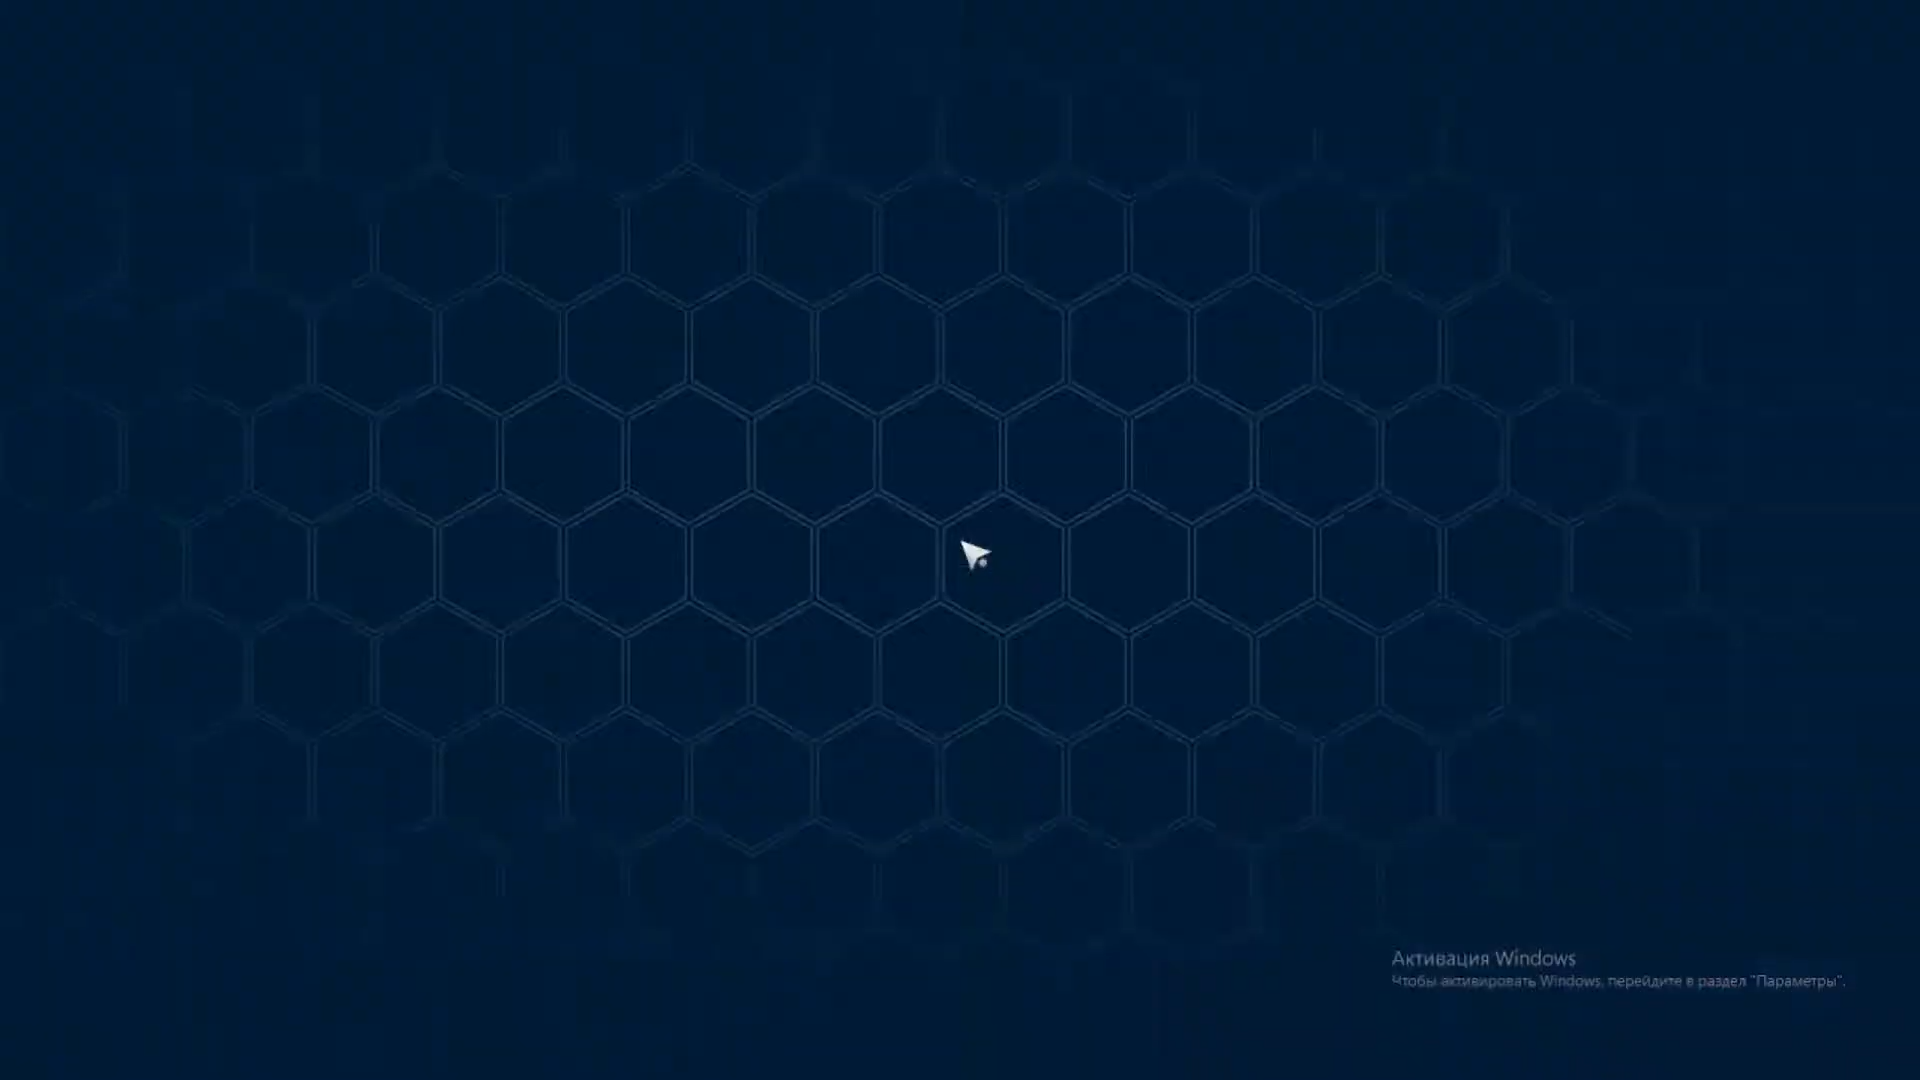 Активация Windows
Чтобы активировать Windows, перейдите в раздел "Параметры".